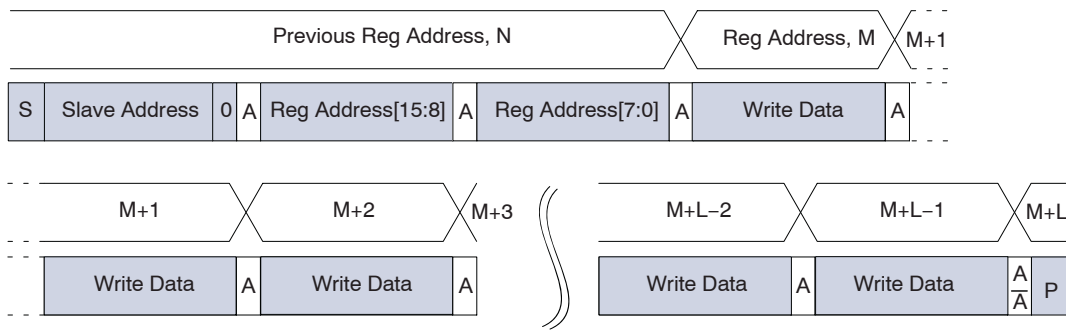 Previous Reg Address, N Reg Address, M M+1
S Slave Address 0 A Reg Address[15:8] A Reg Address[7:0] A Write Data A
M+1 M+2 M+3 M+L−2 M+L−1 M+L
Write Data A Write Data A Write Data A Write Data A/A̅ P